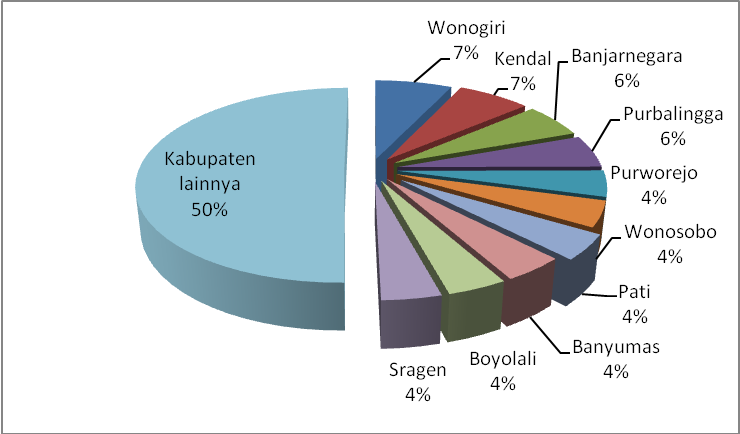 Wonogiri
7%
Kendal
7%
Banjarnegara
6%
Purbalingga
6%
Purworejo
4%
Wonosobo
4%
Pati
4%
Banyumas
4%
Boyolali
4%
Sragen
4%
Kabupaten
lainnya
50%